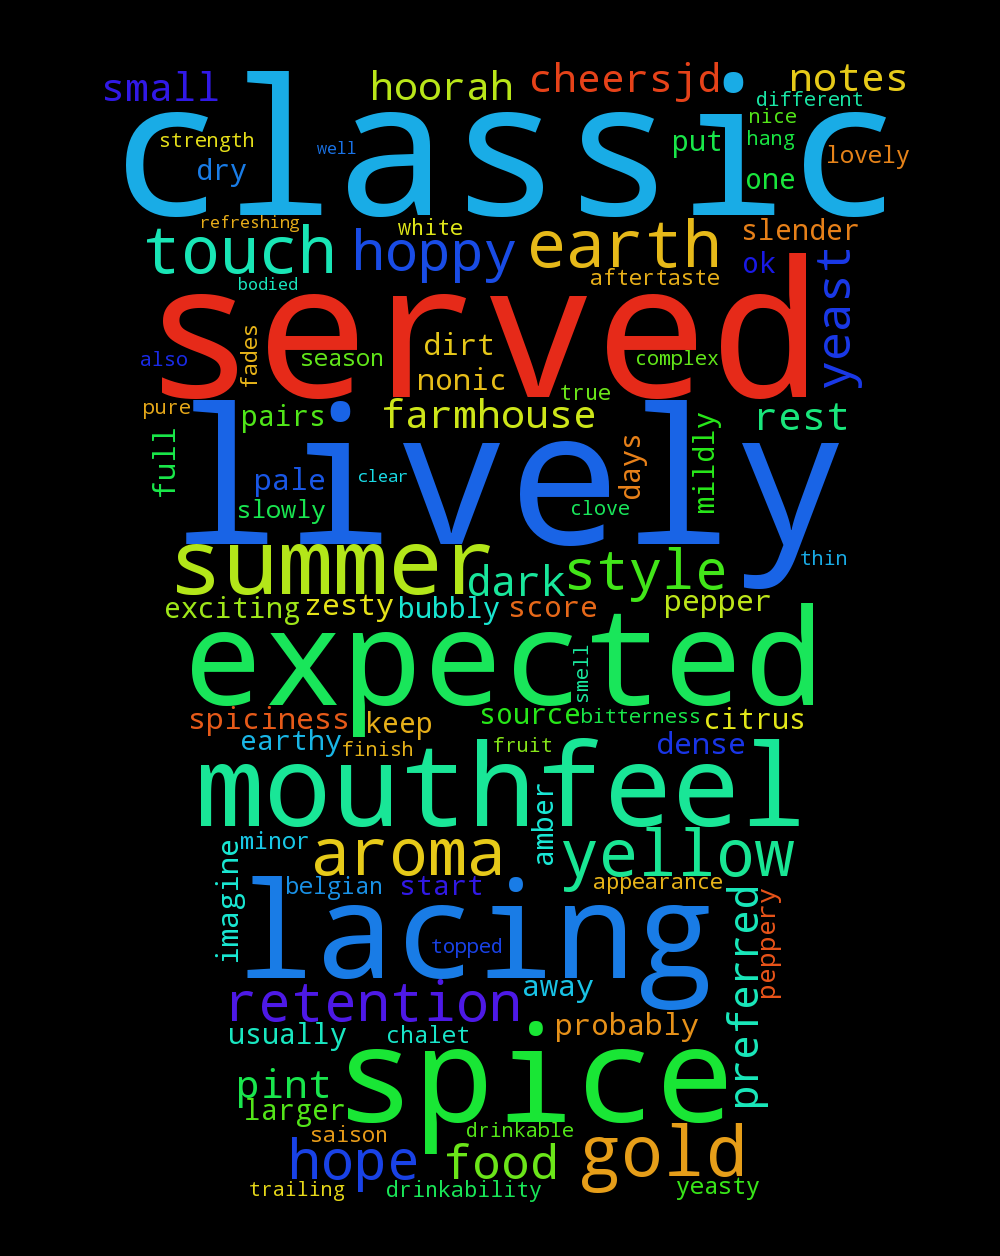 small
hoorah
cheersjd
notes
different
classic
nice
strength
well
put
hang
lovely
dry
one
refreshing
white
touch
hoppy
earth
slender
aftertaste
ok
yeast
bodied
served
also
fades
season
dirt
nonic
complex
true
pure
pairs
farmhouse
rest
full
lively
pale
clear
days
mildly
slowly
clove
summer
dark
style
thin
exciting
zesty
bubbly
score
pepper
expected
smell
spiciness
keep
source
bitterness
citrus
earthy
finish
fruit
dense
mouthfeel
minor
aroma
amber
yellow
imagine
belgian
start
appearance
lacing
topped
preferred
peppery
retention
away
usually
chalet
probably
spice
pint
larger
saison
drinkable
hope
food
gold
trailing
drinkability
yeasty